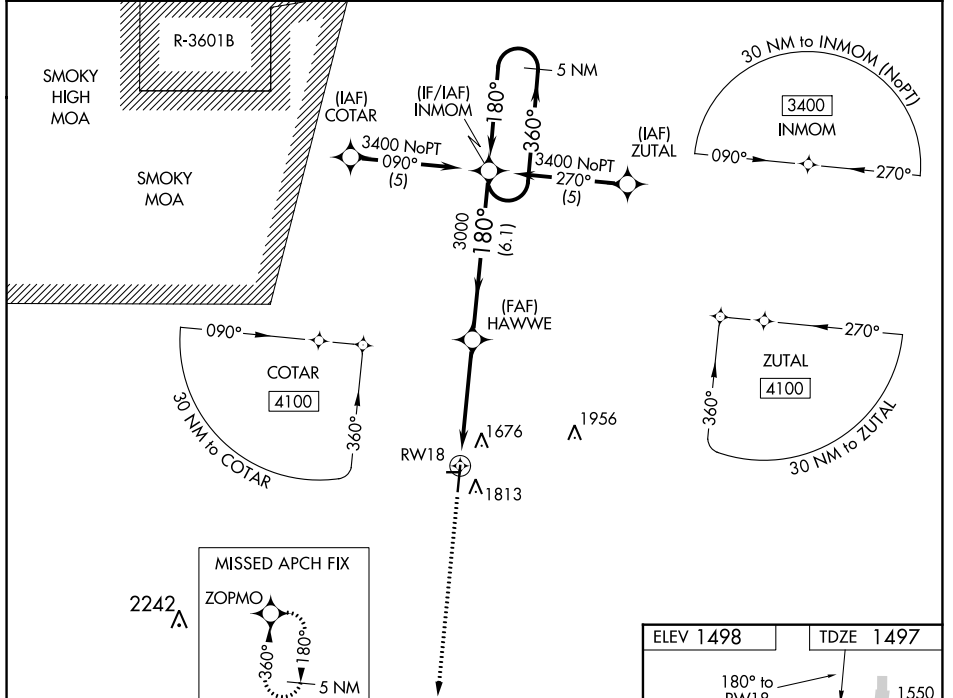 R-3601B
SMOKY
HIGH
MOA
SMOKY
MOA
(IAF)
COTAR
(IF/IAF)
INMOM
5 NM
180°
360°
(IAF)
ZUTAL
3400 NoPT
090°
(5)
3400 NoPT
270°
(5)
3000
180°
(6.1)
30 NM to INMOM (NoPT)
3400
INMOM
090°
270°
(FAF)
HAWWE
090°
COTAR
4100
360°
30 NM to COTAR
270°
ZUTAL
4100
360°
30 NM to ZUTAL
1676
1956
RW18
1813
MISSED APCH FIX
ZOPMO
360°
180°
5 NM
2242
ELEV 1498
TDZE 1497
180° to
RW18
1550